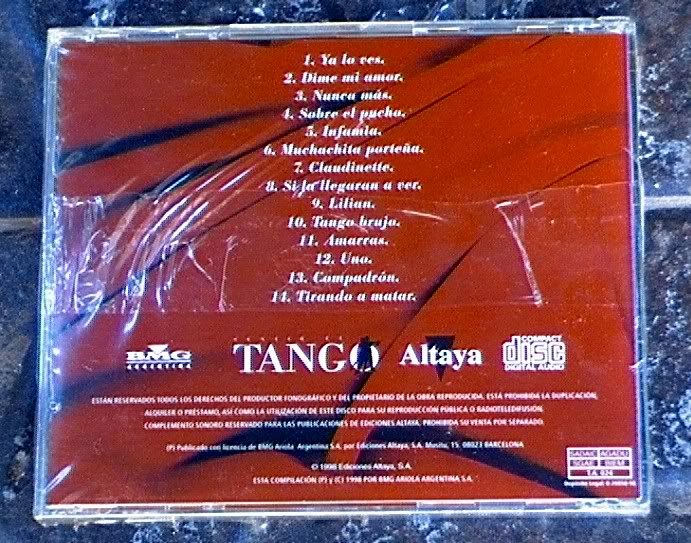 1. Ya lo ves.
2. Dime mi amor.
3. Nunca más.
4. Sobre el pucho.
5. Infamia.
6. Muchachita porteña.
7. Claudinette.
8. Si la llegaran a ver.
9. Lilian.
10. Tango brujo.
11. Amarras.
12. Uno.
13. Compadrón.
14. Tirando a matar.
BMG
ARGENTINA
TANGO
Altaya
COMPACT
disc
DIGITAL AUDIO
ESTÁN RESERVADOS TODOS LOS DERECHOS DEL PRODUCTOR FONOGRÁFICO Y DEL PROPIETARIO DE LA OBRA REPRODUCIDA. ESTÁ PROHIBIDA LA DUPLICACIÓN,
ALQUILER O PRÉSTAMO, ASÍ COMO LA UTILIZACIÓN DE ESTE DISCO PARA SU REPRODUCCIÓN PÚBLICA O RADIOTELEDIFUSIÓN.
COMPLEMENTO SONORO RESERVADO PARA LAS PUBLICACIONES DE EDICIONES ALTAYA, PROHIBIDA SU VENTA POR SEPARADO.
(P) Publicado con licencia de BMG Ariola Argentina S.A. por Ediciones Altaya, S.A. Musitu, 15. 08023 BARCELONA
© 1998 Ediciones Altaya, S.A.
ESTA COMPILACIÓN (P) y (C) 1998 POR BMG ARIOLA ARGENTINA S.A.
SADAIC AGADU
SGAE BIEM
T.A. 024
Depósito Legal: